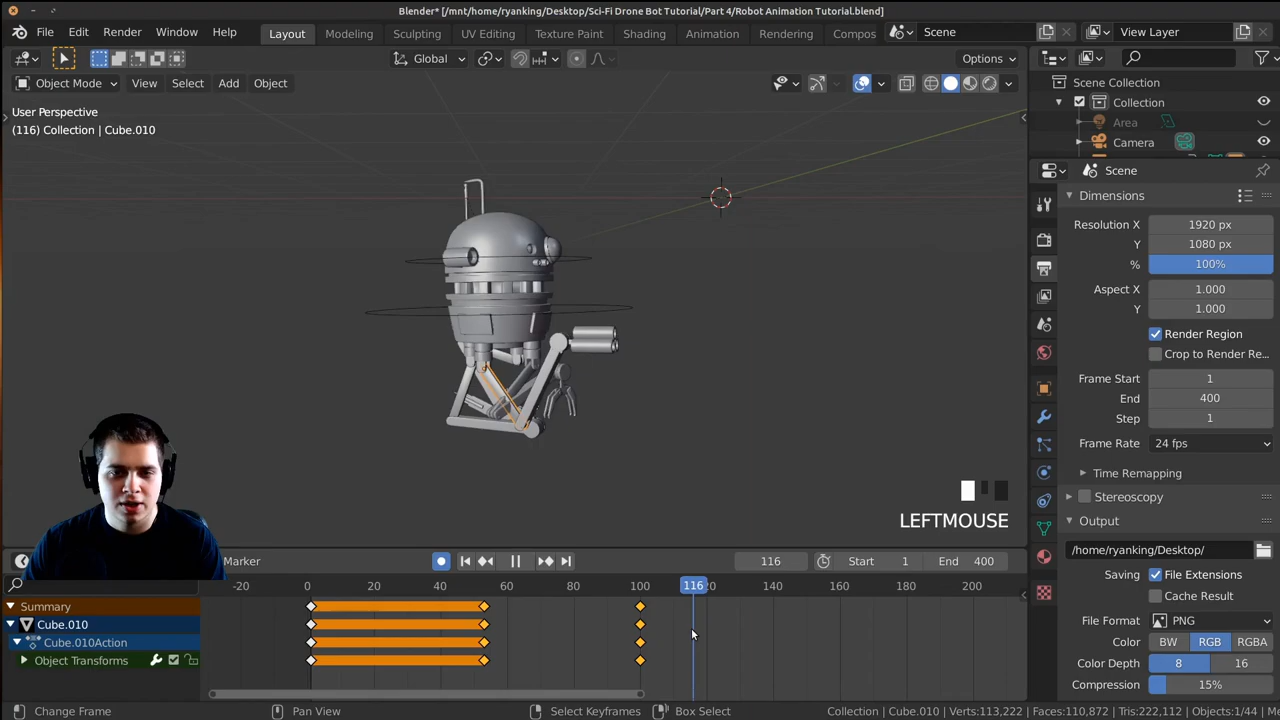 Blender* [/mnt/home/ryanking/Desktop/Sci-Fi Drone Bot Tutorial/Part 4/Robot Animation Tutorial.blend]
File Edit Render Window Help Layout Modeling Sculpting UV Editing Texture Paint Shading Animation Rendering Compos Scene View Layer
Global Options
Object Mode View Select Add Object
User Perspective
(116) Collection | Cube.010
Scene Collection
Collection
Area
Camera
Scene
Dimensions
Resolution X 1920 px
Y 1080 px
% 100%
Aspect X 1.000
Y 1.000
Render Region
Crop to Render Re...
Frame Start 1
End 400
Step 1
Frame Rate 24 fps
Time Remapping
Stereoscopy
Output
/home/ryanking/Desktop/
Saving File Extensions
Cache Result
File Format PNG
Color BW RGB RGBA
Color Depth 8 16
Compression 15%
LEFTMOUSE
Marker 116 Start 1 End 400
-20 0 20 40 60 80 100 116 120 140 160 180 200
Summary
Cube.010
Cube.010Action
Object Transforms
Change Frame Pan View Select Keyframes Box Select Collection | Cube.010 | Verts:113,222 | Faces:110,872 | Tris:222,112 | Objects:1/44 | Me